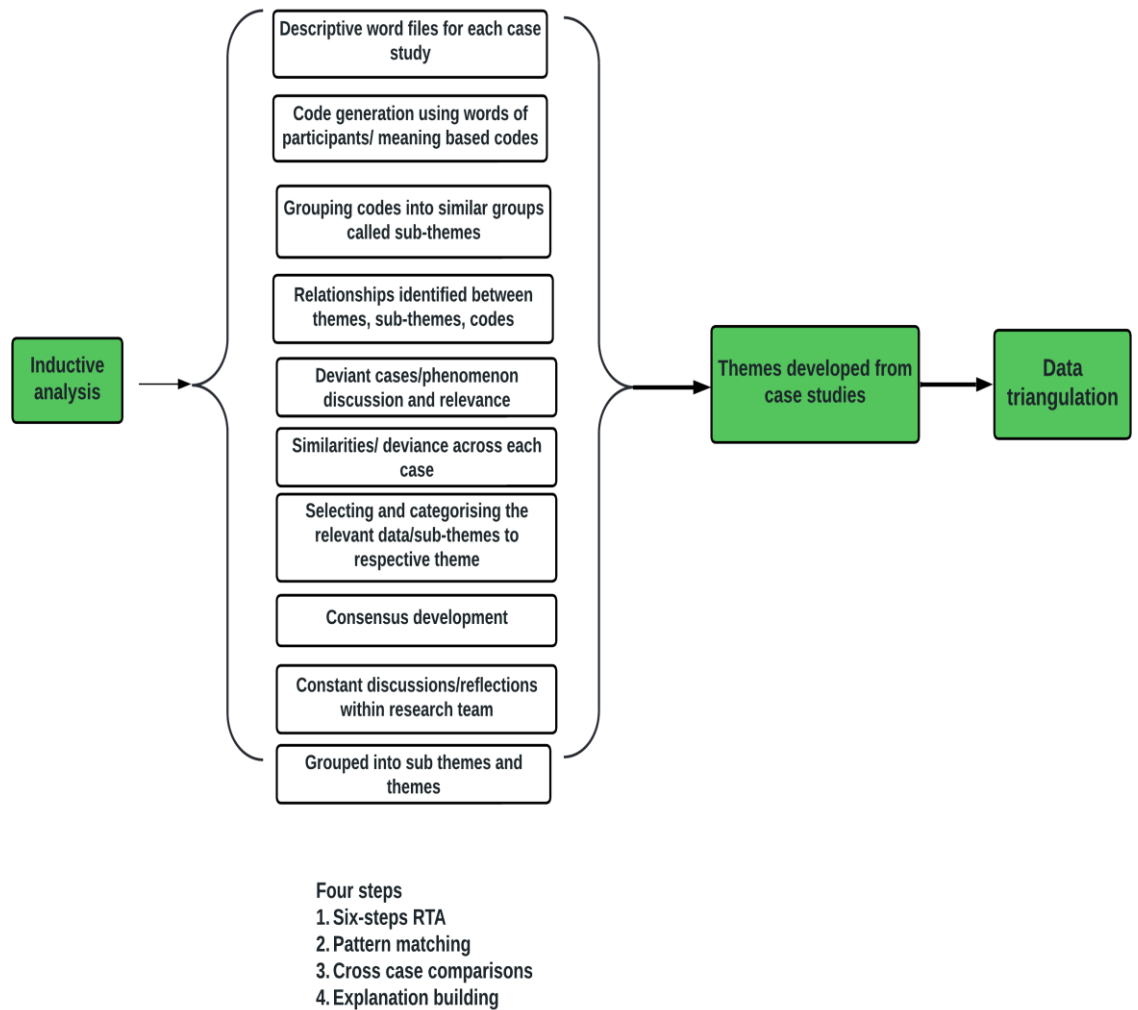 Descriptive word files for each case
study
Code generation using words of
participants/ meaning based codes
Grouping codes into similar groups
called sub-themes
Relationships identified between
themes, sub-themes, codes
Inductive
analysis
Deviant cases/phenomenon
discussion and relevance
Themes developed from
case studies
Data
triangulation
Similarities/ deviance across each
case
Selecting and categorising the
relevant data/sub-themes to
respective theme
Consensus development
Constant discussions/reflections
within research team
Grouped into sub themes and
themes
Four steps
1. Six-steps RTA
2. Pattern matching
3. Cross case comparisons
4. Explanation building